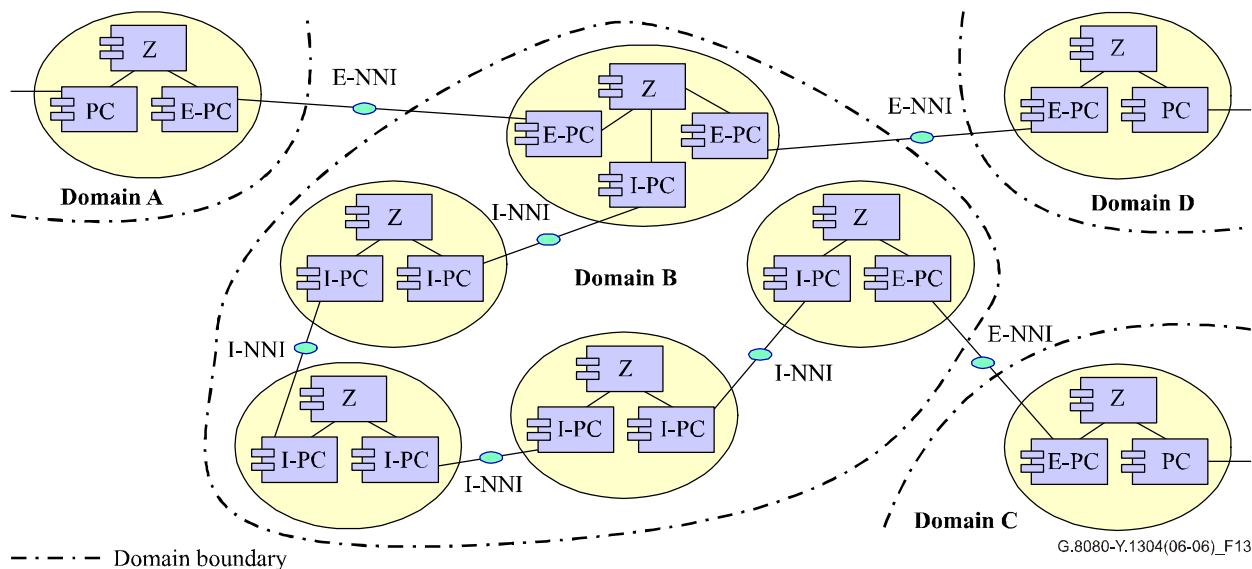 Z
PC
E-PC
Domain A
E-NNI
Z
E-PC
E-PC
I-PC
E-NNI
Z
E-PC
PC
Domain D
I-NNI
Z
I-PC
I-PC
Domain B
Z
I-PC
E-PC
I-NNI
Z
I-PC
I-PC
I-NNI
Z
I-PC
I-PC
I-NNI
E-NNI
Z
E-PC
PC
Domain C
Domain boundary
G.8080-Y.1304(06-06)_F13